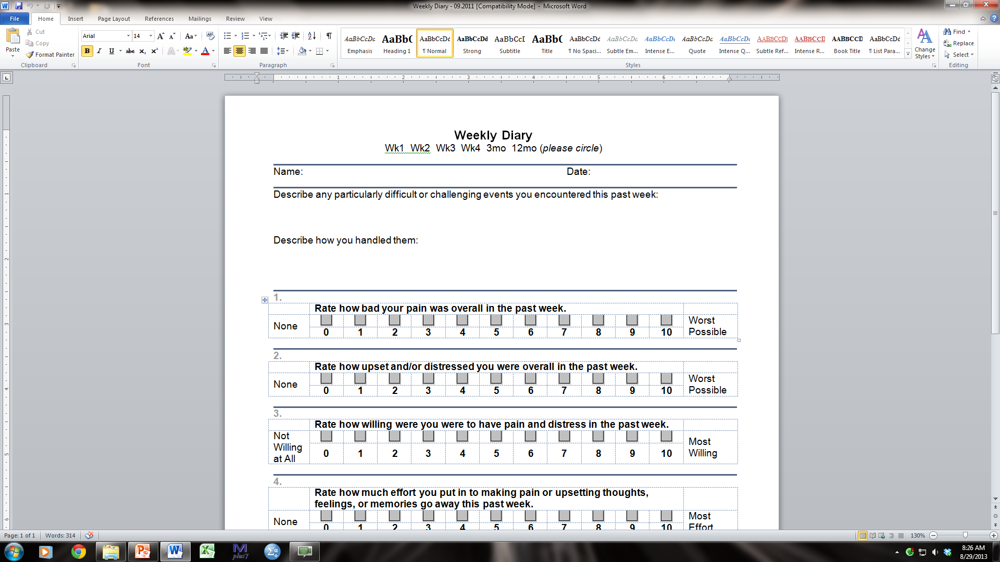 Weekly Diary - 09.2011 [Compatibility Mode] - Microsoft Word
File Home Insert Page Layout References Mailings Review View
Paste
Cut
Copy
Format Painter
Clipboard
Arial 14
Font
Paragraph
AaBbCcDc AaBbC AaBbCcDd AaBbCcDd AaBbCcI AaBbC AaBbCcDc AaBbCcDc AaBbCcDc AaBbCcDc AaBbCcDc AABBCCDI AABBCCD AABBCCD AaBbCcDd
Emphasis Heading 1 ¶ Normal Strong Subtitle Title ¶ No Spaci... Subtle Em... Intense E... Quote Intense Q... Subtle Ref... Intense R... Book Title ¶ List Para...
Styles
Change Styles
Find
Replace
Select
Editing
1 2 3 4 5 6
Weekly Diary
Wk1 Wk2 Wk3 Wk4 3mo 12mo (please circle)
Name: Date:
Describe any particularly difficult or challenging events you encountered this past week:
Describe how you handled them:
1.
Rate how bad your pain was overall in the past week.
None 0 1 2 3 4 5 6 7 8 9 10 Worst Possible
2.
Rate how upset and/or distressed you were overall in the past week.
None 0 1 2 3 4 5 6 7 8 9 10 Worst Possible
3.
Rate how willing were you were to have pain and distress in the past week.
Not Willing at All 0 1 2 3 4 5 6 7 8 9 10 Most Willing
4.
Rate how much effort you put in to making pain or upsetting thoughts,
feelings, or memories go away this past week.
None 0 1 2 3 4 5 6 7 8 9 10 Most Effort
Page: 1 of 1 Words: 314 130%
Mplus7
8:26 AM
8/29/2013